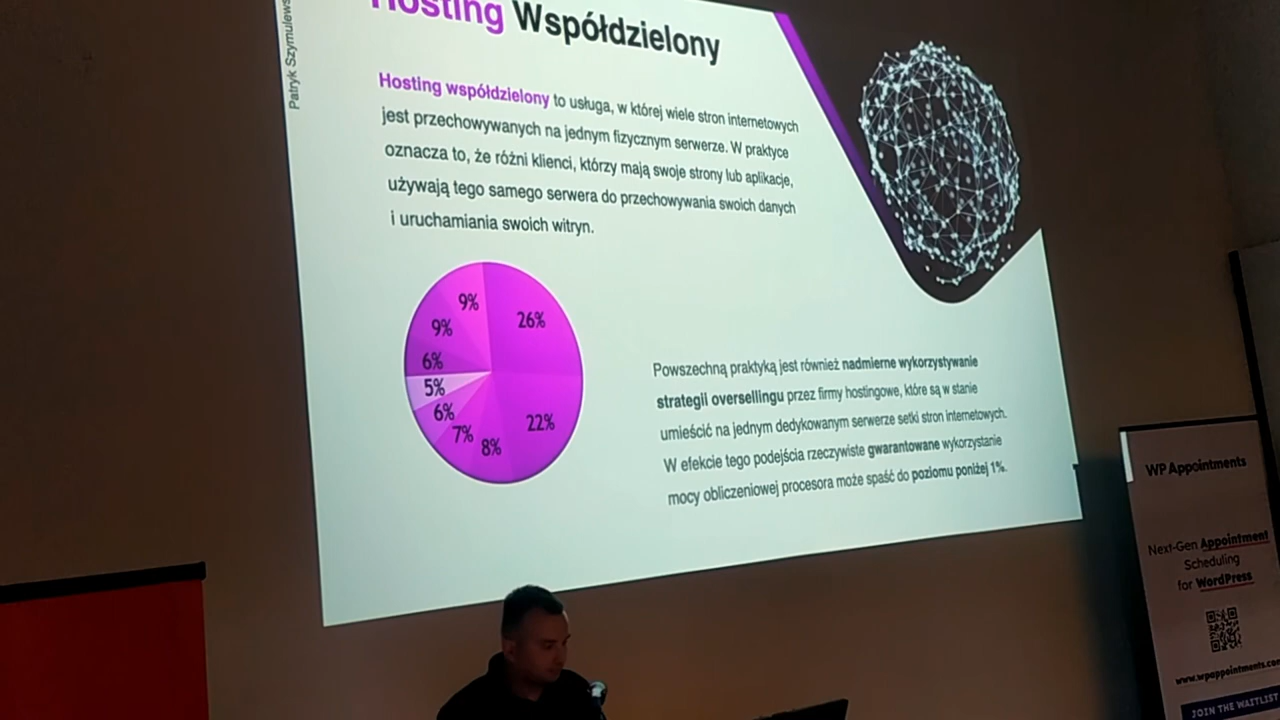 Hosting Współdzielony
Patryk
Hosting współdzielony to usługa, w której wiele stron internetowych
jest przechowywanych na jednym fizycznym serwerze. W praktyce
oznacza to, że różni klienci, którzy mają swoje strony lub aplikacje,
używają tego samego serwera do przechowywania swoich danych
i uruchamiania swoich witryn.
9%
26%
9%
6%
5%
6%
7%
8%
22%
Powszechną praktyką jest również nadmierne wykorzystywanie
strategii oversellingu przez firmy hostingowe, które są w stanie
umieścić na jednym dedykowanym serwerze setki stron internetowych.
W efekcie tego podejścia rzeczywiste gwarantowane wykorzystanie
mocy obliczeniowej procesora może spaść do poziomu poniżej 1%.
WP Appointments
Next-Gen Appointment
Scheduling
for WordPress
www.wpappointments.com
JOIN THE WAITLIST